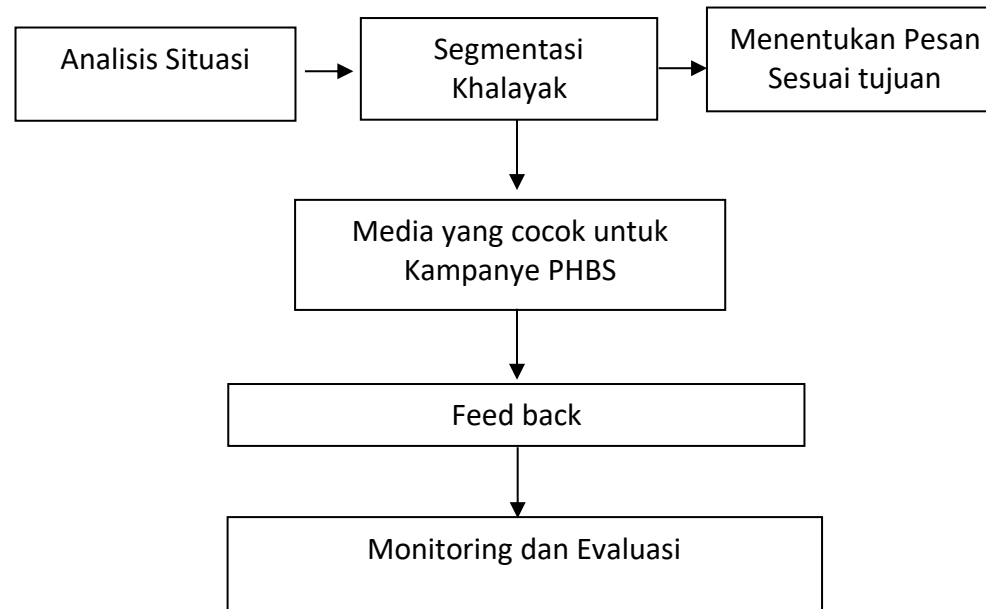 Analisis Situasi
Segmentasi
Khalayak
Menentukan Pesan
Sesuai tujuan
Media yang cocok untuk
Kampanye PHBS
Feed back
Monitoring dan Evaluasi